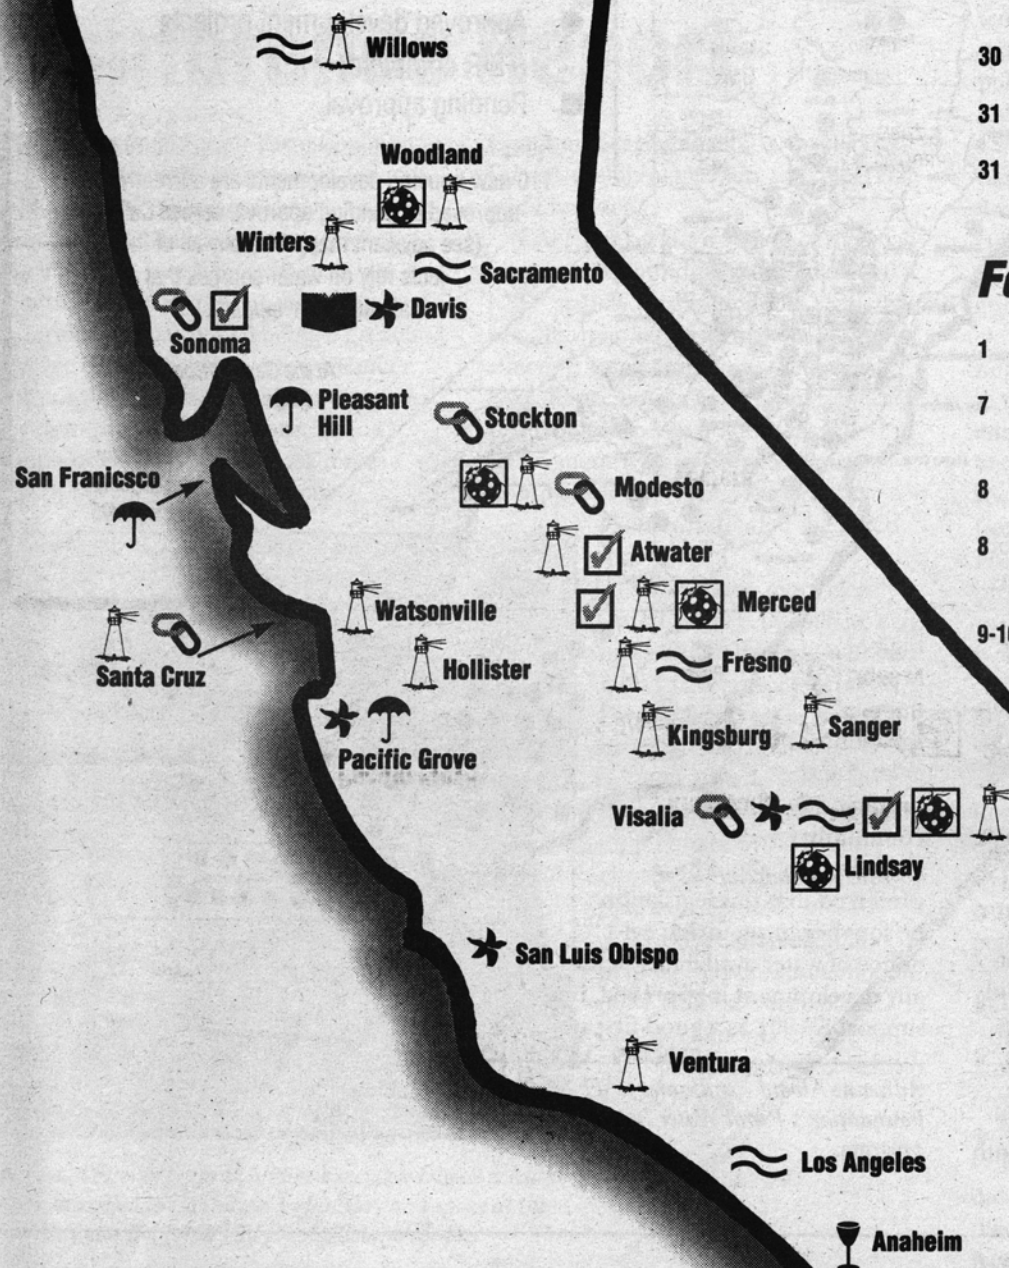 Willows
30
31
Woodland
31
Winters
Sacramento
Davis
Sonoma
1
Pleasant
Hill
7
Stockton
San Franicsco
Modesto
8
Atwater
8
Merced
Watsonville
Hollister
Fresno
Santa Cruz
Kingsburg
Sanger
Pacific Grove
Visalia
Lindsay
San Luis Obispo
Ventura
Los Angeles
Anaheim